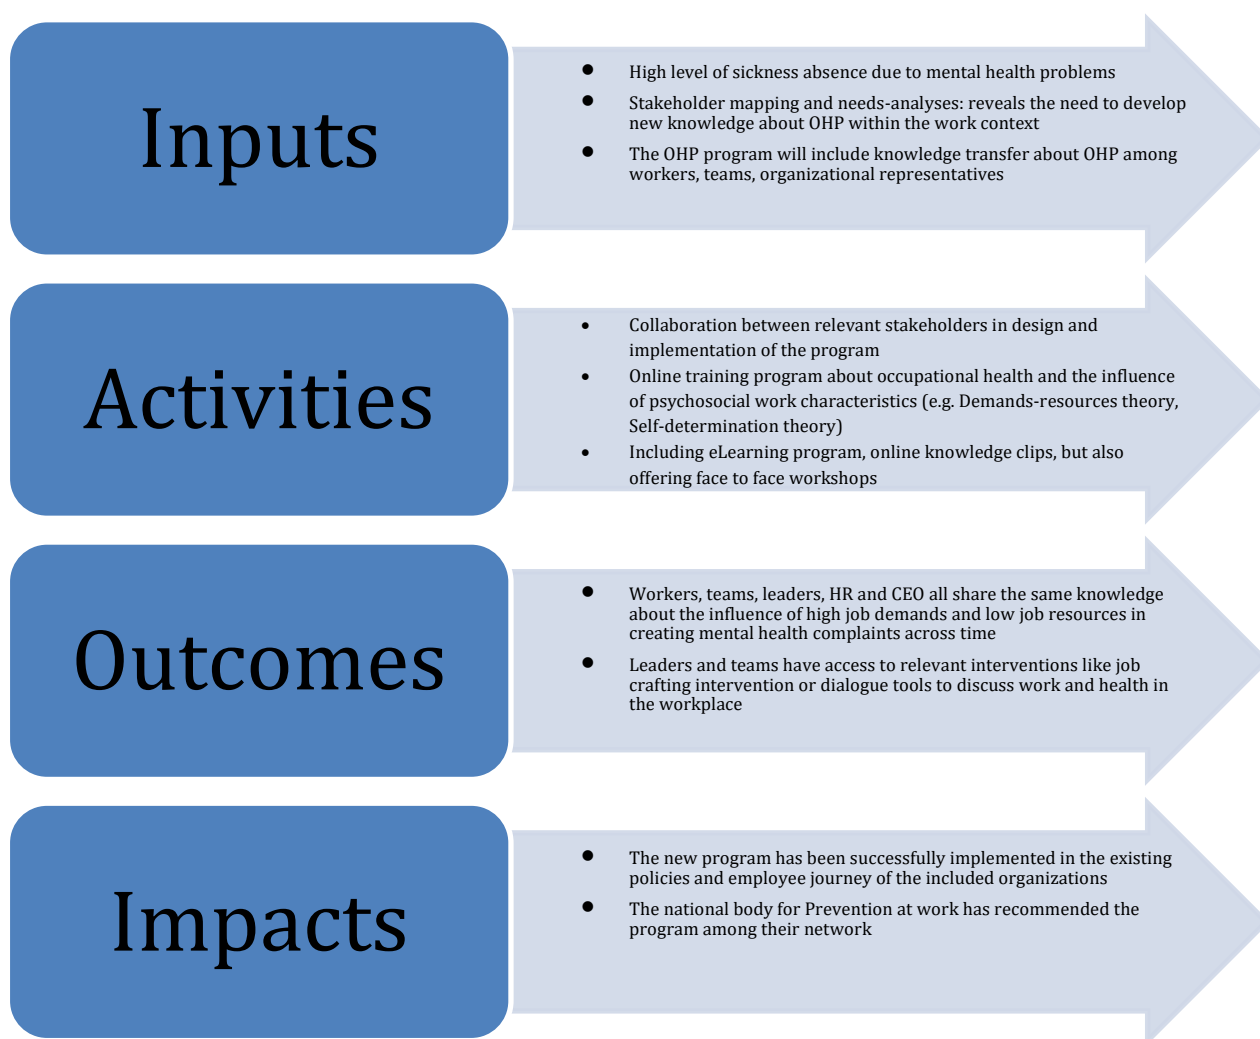 Inputs
• High level of sickness absence due to mental health problems
• Stakeholder mapping and needs-analyses: reveals the need to develop
new knowledge about OHP within the work context
• The OHP program will include knowledge transfer about OHP among
workers, teams, organizational representatives
Activities
• Collaboration between relevant stakeholders in design and
implementation of the program
• Online training program about occupational health and the influence
of psychosocial work characteristics (e.g. Demands-resources theory,
Self-determination theory)
• Including eLearning program, online knowledge clips, but also
offering face to face workshops
Outcomes
• Workers, teams, leaders, HR and CEO all share the same knowledge
about the influence of high job demands and low job resources in
creating mental health complaints across time
• Leaders and teams have access to relevant interventions like job
crafting intervention or dialogue tools to discuss work and health in
the workplace
Impacts
• The new program has been successfully implemented in the existing
policies and employee journey of the included organizations
• The national body for Prevention at work has recommended the
program among their network